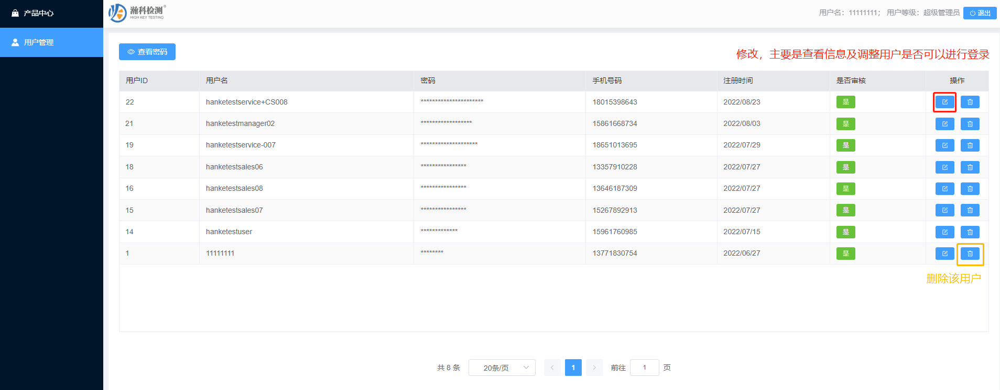 产品中心
用户管理
瀚科检测®
HIGH KEY TESTING
用户名：11111111； 用户等级：超级管理员 退出
查看密码
修改，主要是查看信息及调整用户是否可以进行登录
用户ID 用户名 密码 手机号码 注册时间 是否审核 操作
22 hanketestservice+CS008 ********************** 18015398643 2022/08/23 是
21 hanketestmanager02 ****************** 15861668734 2022/08/03 是
19 hanketestservice-007 ******************** 18651013695 2022/07/29 是
18 hanketestsales06 **************** 13357910228 2022/07/27 是
16 hanketestsales08 **************** 13646187309 2022/07/27 是
15 hanketestsales07 **************** 15267892913 2022/07/27 是
14 hanketestuser ************* 15961760985 2022/07/15 是
1 11111111 ******** 13771830754 2022/06/27 是
删除该用户
共 8 条 20条/页 1 前往 1 页